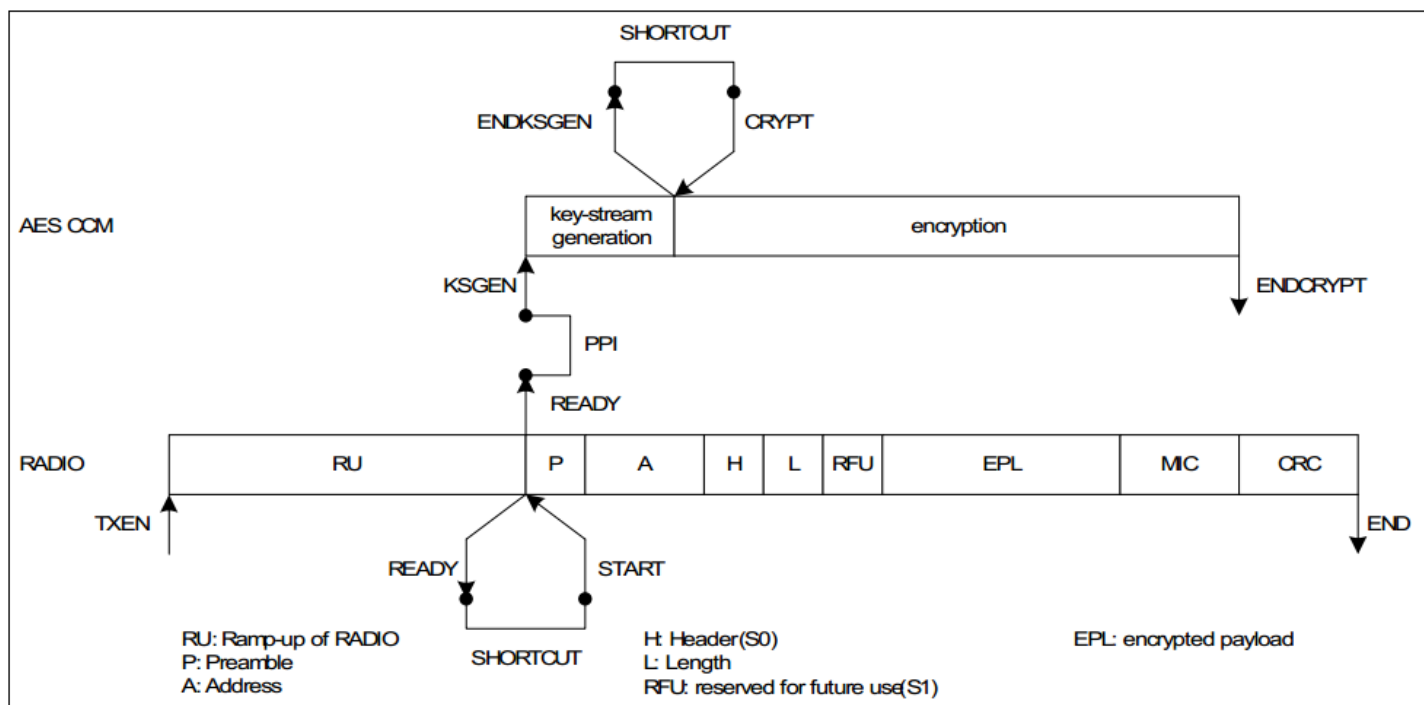 SHORTCUT
ENDKSGEN
CRYPT
AES CCM
key-stream
generation
encryption
KSGEN
ENDCRYPT
PPI
READY
RADIO
RU
P
A
H
L
RFU
EPL
MIC
CRC
TXEN
END
READY
START
SHORTCUT
RU: Ramp-up of RADIO
P: Preamble
A: Address
H: Header(S0)
L: Length
RFU: reserved for future use(S1)
EPL: encrypted payload